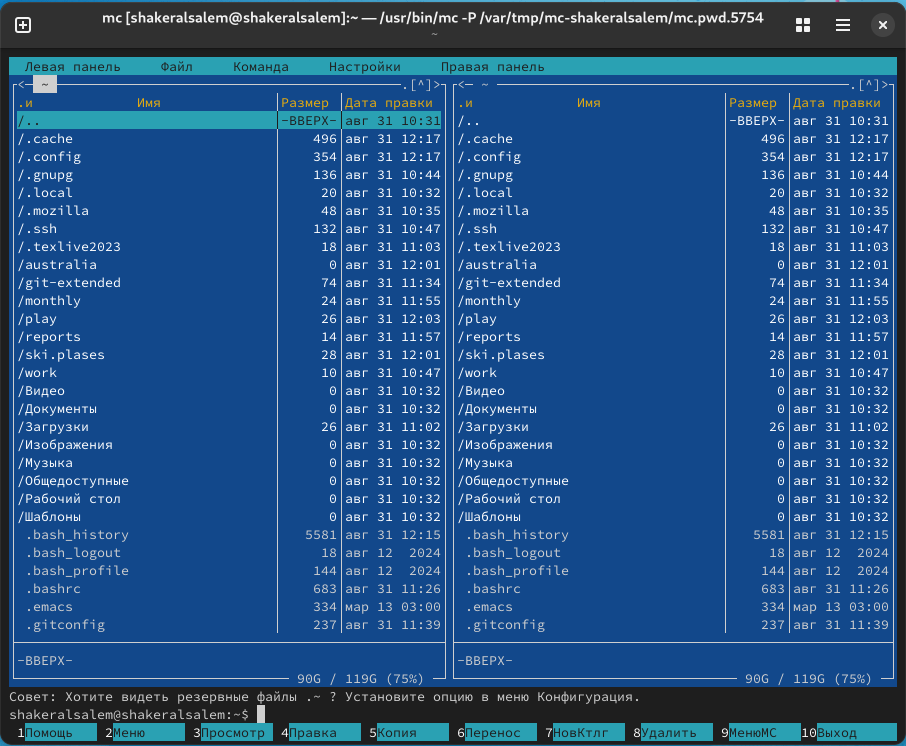 mc [shakeralsalem@shakeralsalem]:~ — /usr/bin/mc -P /var/tmp/mc-shakeralsalem/mc.pwd.5754
~
Левая панель Файл Команда Настройки Правая панель
<─ ~ ─.[^]> <─ ~ ─.[^]>
.и Имя Размер Дата правки .и Имя Размер Дата правки
/.. -ВВЕРХ- авг 31 10:31 /.. -ВВЕРХ- авг 31 10:31
/.cache 496 авг 31 12:17 /.cache 496 авг 31 12:17
/.config 354 авг 31 12:17 /.config 354 авг 31 12:17
/.gnupg 136 авг 31 10:44 /.gnupg 136 авг 31 10:44
/.local 20 авг 31 10:32 /.local 20 авг 31 10:32
/.mozilla 48 авг 31 10:35 /.mozilla 48 авг 31 10:35
/.ssh 132 авг 31 10:47 /.ssh 132 авг 31 10:47
/.texlive2023 18 авг 31 11:03 /.texlive2023 18 авг 31 11:03
/australia 0 авг 31 12:01 /australia 0 авг 31 12:01
/git-extended 74 авг 31 11:34 /git-extended 74 авг 31 11:34
/monthly 24 авг 31 11:55 /monthly 24 авг 31 11:55
/play 26 авг 31 12:03 /play 26 авг 31 12:03
/reports 14 авг 31 11:57 /reports 14 авг 31 11:57
/ski.plases 28 авг 31 12:01 /ski.plases 28 авг 31 12:01
/work 10 авг 31 10:47 /work 10 авг 31 10:47
/Видео 0 авг 31 10:32 /Видео 0 авг 31 10:32
/Документы 0 авг 31 10:32 /Документы 0 авг 31 10:32
/Загрузки 26 авг 31 11:02 /Загрузки 26 авг 31 11:02
/Изображения 0 авг 31 10:32 /Изображения 0 авг 31 10:32
/Музыка 0 авг 31 10:32 /Музыка 0 авг 31 10:32
/Общедоступные 0 авг 31 10:32 /Общедоступные 0 авг 31 10:32
/Рабочий стол 0 авг 31 10:32 /Рабочий стол 0 авг 31 10:32
/Шаблоны 0 авг 31 10:32 /Шаблоны 0 авг 31 10:32
.bash_history 5581 авг 31 12:15 .bash_history 5581 авг 31 12:15
.bash_logout 18 авг 12 2024 .bash_logout 18 авг 12 2024
.bash_profile 144 авг 12 2024 .bash_profile 144 авг 12 2024
.bashrc 683 авг 31 11:26 .bashrc 683 авг 31 11:26
.emacs 334 мар 13 03:00 .emacs 334 мар 13 03:00
.gitconfig 237 авг 31 11:39 .gitconfig 237 авг 31 11:39
-ВВЕРХ- -ВВЕРХ-
90G / 119G (75%) 90G / 119G (75%)
Совет: Хотите видеть резервные файлы .~ ? Установите опцию в меню Конфигурация.
shakeralsalem@shakeralsalem:~$
1Помощь 2Меню 3Просмотр 4Правка 5Копия 6Перенос 7НовКтлг 8Удалить 9МенюMC 10Выход